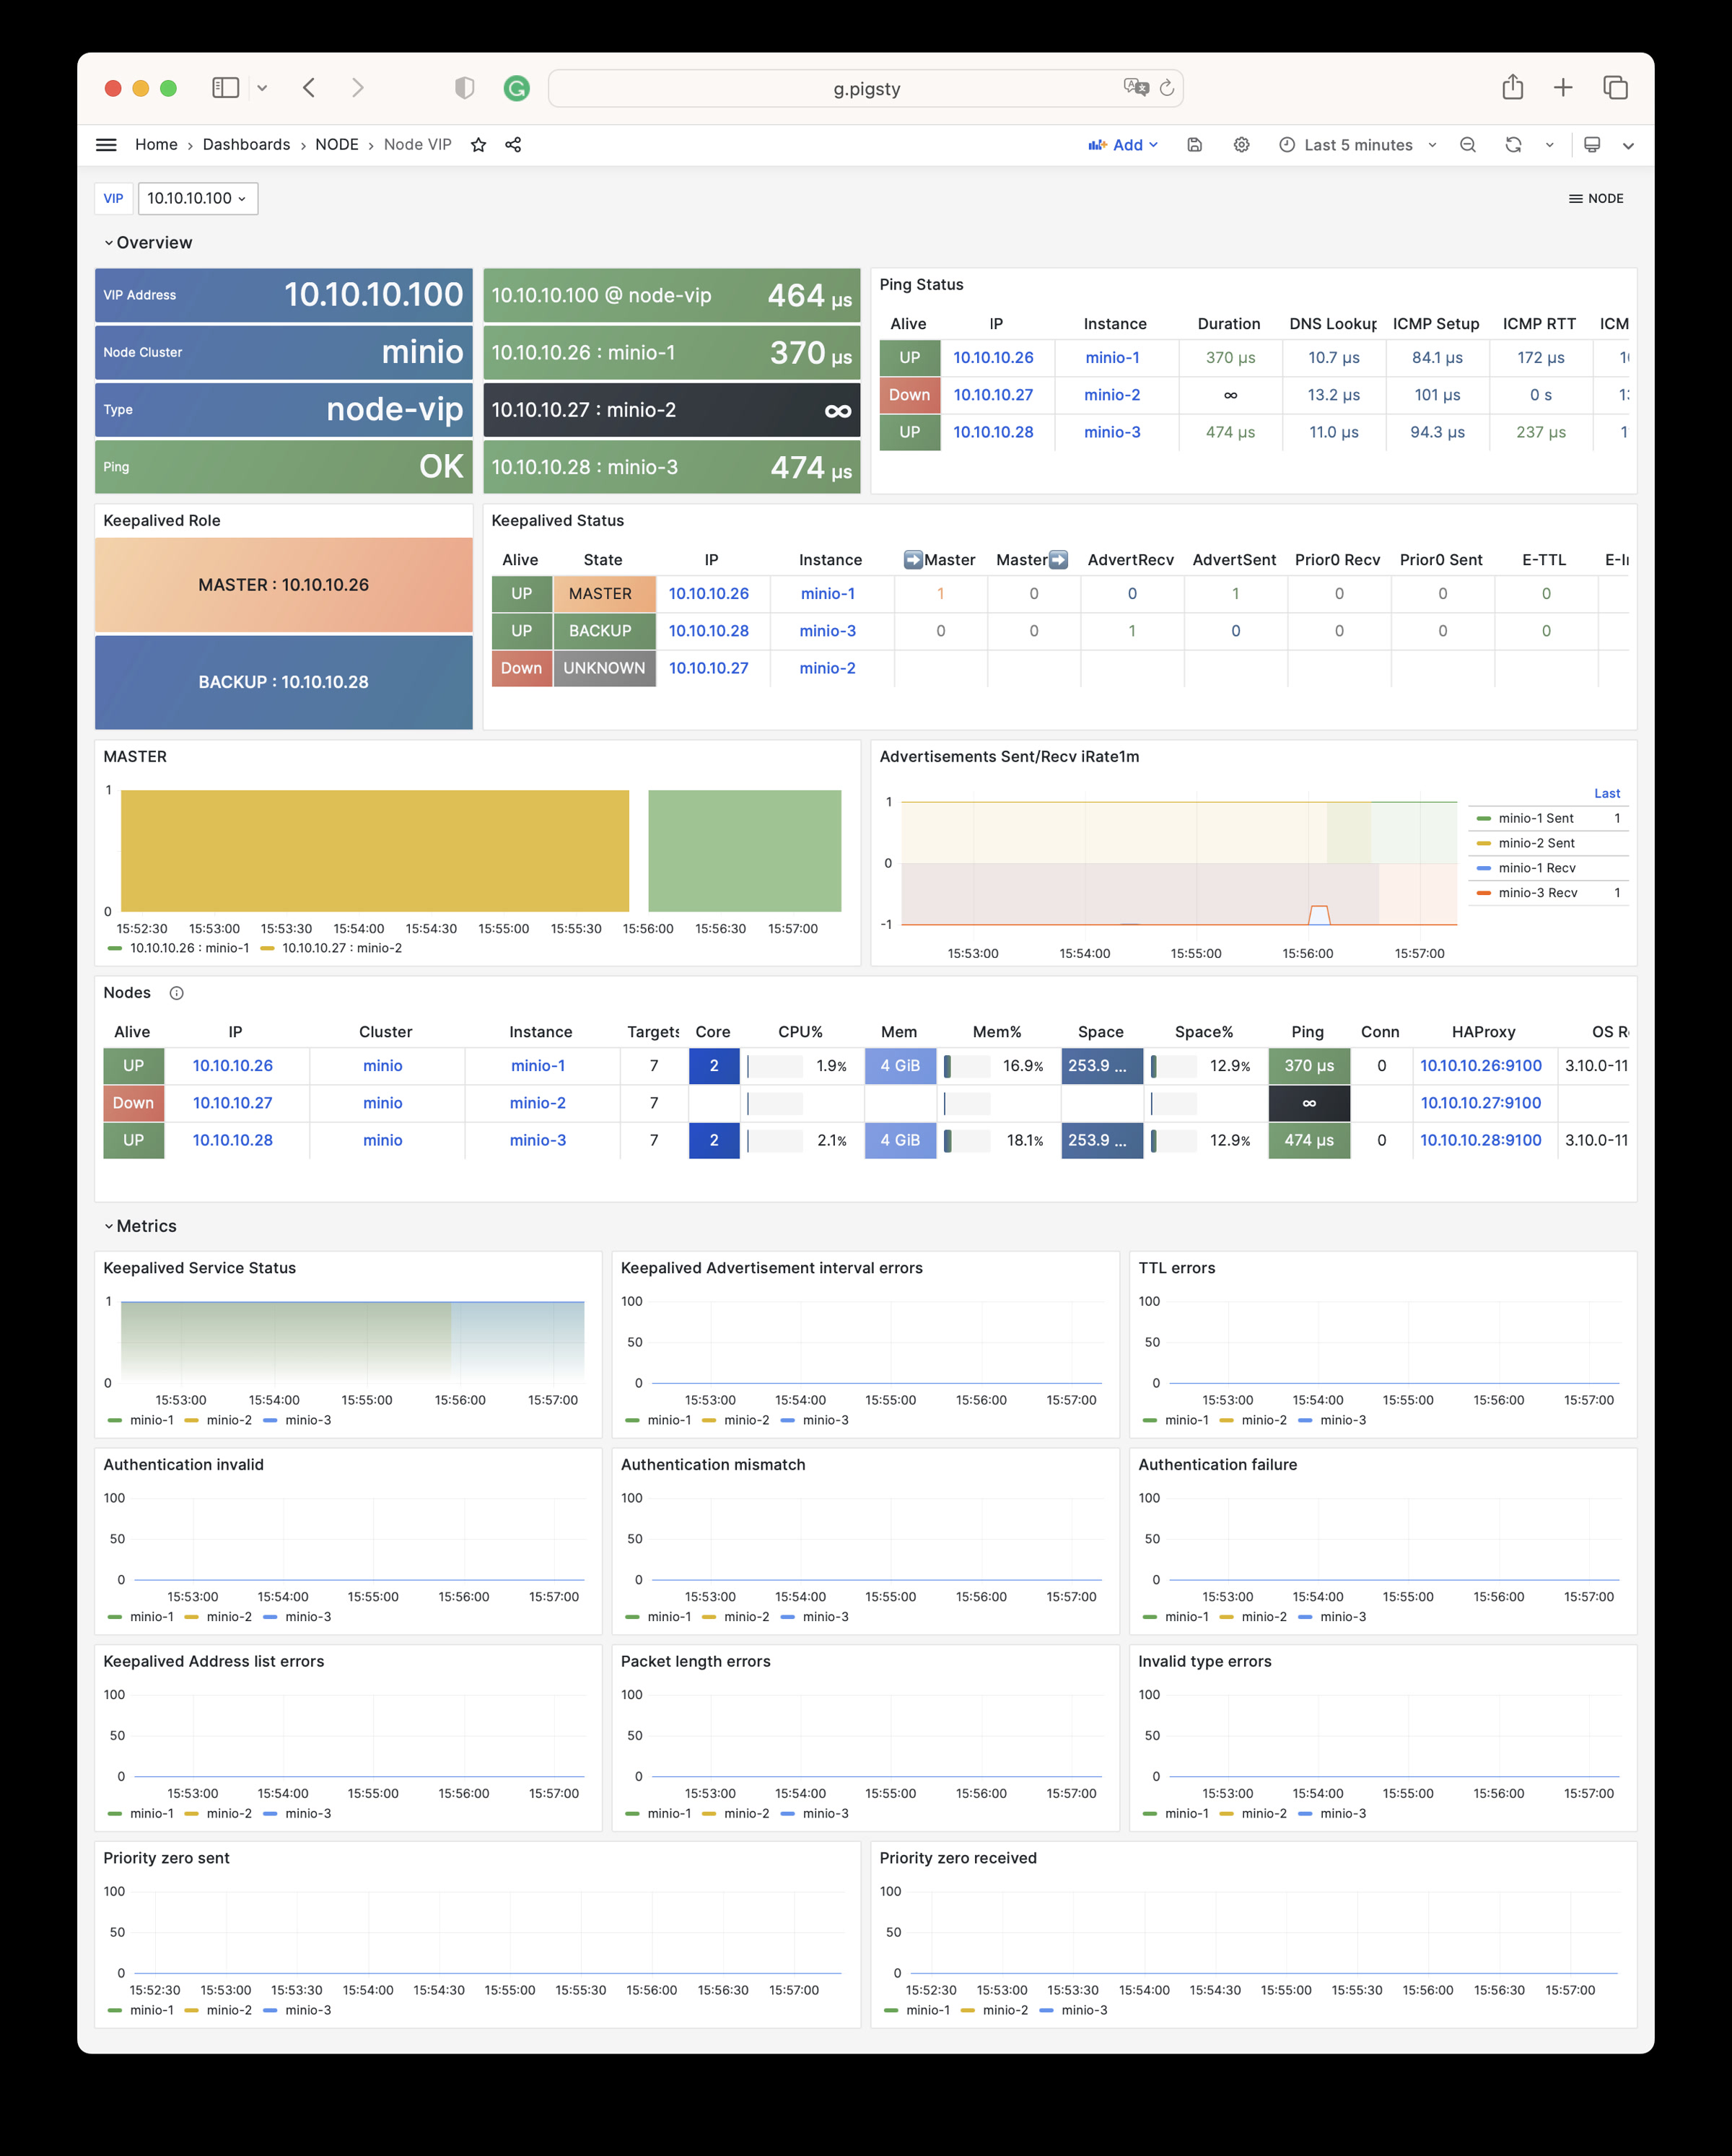 g.pigsty
Home › Dashboards › NODE › Node VIP
Add
Last 5 minutes
VIP 10.10.10.100
NODE
Overview
VIP Address 10.10.10.100
Node Cluster minio
Type node-vip
Ping OK
10.10.10.100 @ node-vip 464 µs
10.10.10.26 : minio-1 370 µs
10.10.10.27 : minio-2 ∞
10.10.10.28 : minio-3 474 µs
Ping Status
Alive IP Instance Duration DNS Lookup ICMP Setup ICMP RTT ICM
UP 10.10.10.26 minio-1 370 µs 10.7 µs 84.1 µs 172 µs
Down 10.10.10.27 minio-2 ∞ 13.2 µs 101 µs 0 s
UP 10.10.10.28 minio-3 474 µs 11.0 µs 94.3 µs 237 µs
Keepalived Role
MASTER : 10.10.10.26
BACKUP : 10.10.10.28
Keepalived Status
Alive State IP Instance ➡Master Master➡ AdvertRecv AdvertSent Prior0 Recv Prior0 Sent E-TTL
UP MASTER 10.10.10.26 minio-1 1 0 0 1 0 0 0
UP BACKUP 10.10.10.28 minio-3 0 0 1 0 0 0 0
Down UNKNOWN 10.10.10.27 minio-2
MASTER
1
0
15:52:30 15:53:00 15:53:30 15:54:00 15:54:30 15:55:00 15:55:30 15:56:00 15:56:30 15:57:00
10.10.10.26 : minio-1 10.10.10.27 : minio-2
Advertisements Sent/Recv iRate1m
1
0
-1
15:53:00 15:54:00 15:55:00 15:56:00 15:57:00
Last
minio-1 Sent 1
minio-2 Sent
minio-1 Recv
minio-3 Recv 1
Nodes
Alive IP Cluster Instance Targets Core CPU% Mem Mem% Space Space% Ping Conn HAProxy OS
UP 10.10.10.26 minio minio-1 7 2 1.9% 4 GiB 16.9% 253.9 ... 12.9% 370 µs 0 10.10.10.26:9100 3.10.0-11
Down 10.10.10.27 minio minio-2 7 ∞ 10.10.10.27:9100
UP 10.10.10.28 minio minio-3 7 2 2.1% 4 GiB 18.1% 253.9 ... 12.9% 474 µs 0 10.10.10.28:9100 3.10.0-11
Metrics
Keepalived Service Status
1
0
15:53:00 15:54:00 15:55:00 15:56:00 15:57:00
minio-1 minio-2 minio-3
Keepalived Advertisement interval errors
100
50
0
15:53:00 15:54:00 15:55:00 15:56:00 15:57:00
minio-1 minio-2 minio-3
TTL errors
100
50
0
15:53:00 15:54:00 15:55:00 15:56:00 15:57:00
minio-1 minio-2 minio-3
Authentication invalid
100
50
0
15:53:00 15:54:00 15:55:00 15:56:00 15:57:00
minio-1 minio-2 minio-3
Authentication mismatch
100
50
0
15:53:00 15:54:00 15:55:00 15:56:00 15:57:00
minio-1 minio-2 minio-3
Authentication failure
100
50
0
15:53:00 15:54:00 15:55:00 15:56:00 15:57:00
minio-1 minio-2 minio-3
Keepalived Address list errors
100
50
0
15:53:00 15:54:00 15:55:00 15:56:00 15:57:00
minio-1 minio-2 minio-3
Packet length errors
100
50
0
15:53:00 15:54:00 15:55:00 15:56:00 15:57:00
minio-1 minio-2 minio-3
Invalid type errors
100
50
0
15:53:00 15:54:00 15:55:00 15:56:00 15:57:00
minio-1 minio-2 minio-3
Priority zero sent
100
50
0
15:52:30 15:53:00 15:53:30 15:54:00 15:54:30 15:55:00 15:55:30 15:56:00 15:56:30 15:57:00
minio-1 minio-2 minio-3
Priority zero received
100
50
0
15:52:30 15:53:00 15:53:30 15:54:00 15:54:30 15:55:00 15:55:30 15:56:00 15:56:30 15:57:00
minio-1 minio-2 minio-3